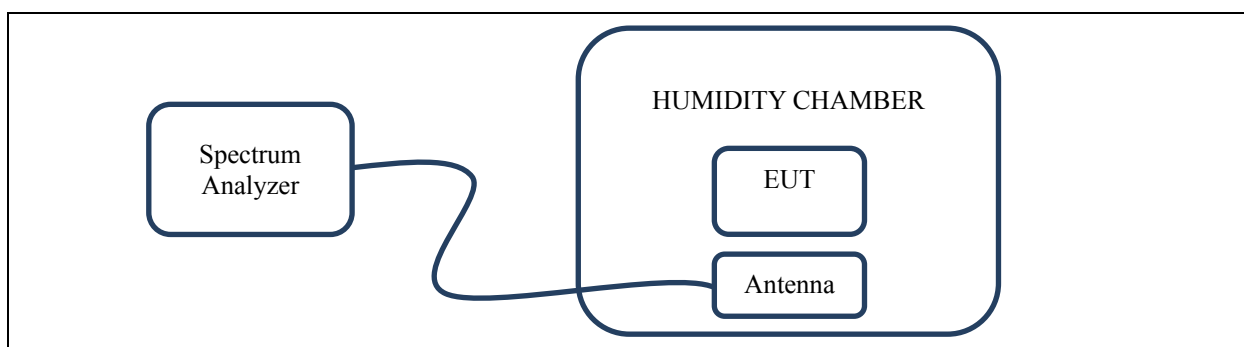 HUMIDITY CHAMBER
Spectrum
Analyzer
EUT
Antenna